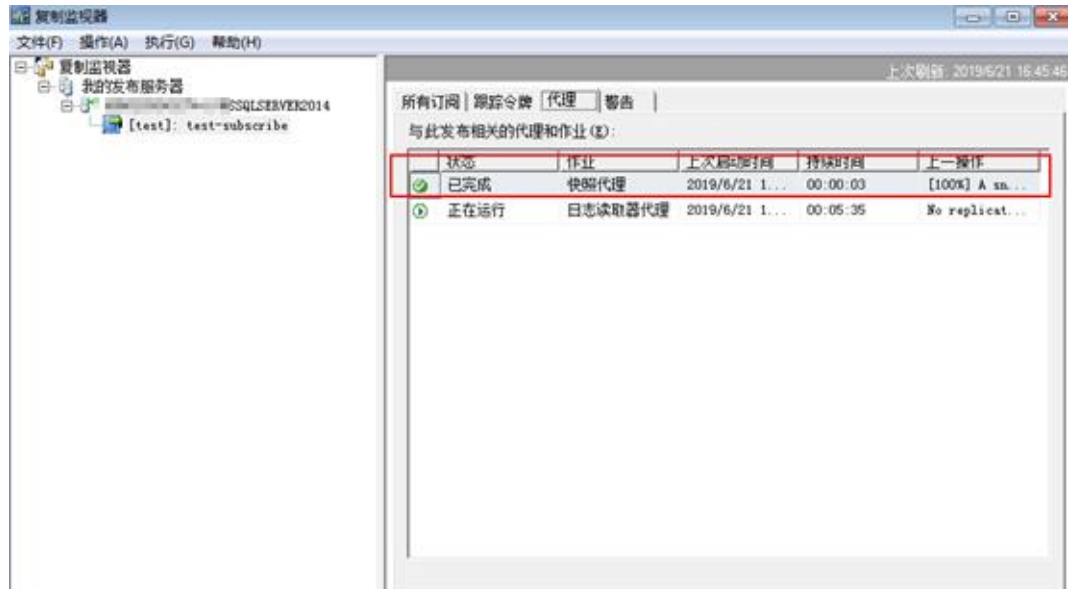 复制监视器
文件(F) 操作(A) 执行(G) 帮助(H)
复制监视器
我的发布服务器
SSQLSERVER2014
[test]: test-subscribe
上次刷新: 2019/6/21 16:45:46
所有订阅 跟踪令牌 代理 警告
与此发布相关的代理和作业(E):
状态 作业 上次启动时间 持续时间 上一操作
已完成 快照代理 2019/6/21 1... 00:00:03 [100%] A sn...
正在运行 日志读取器代理 2019/6/21 1... 00:05:35 No replicat...